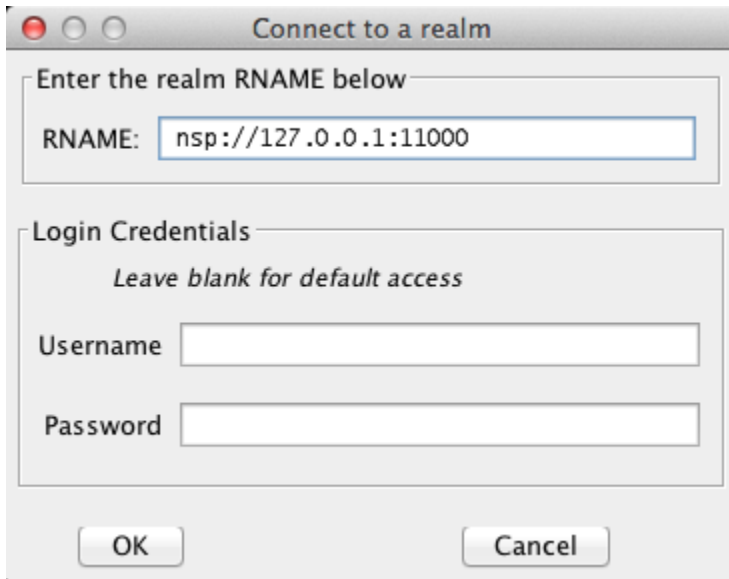 Connect to a realm
Enter the realm RNAME below
RNAME: nsp://127.0.0.1:11000
Login Credentials
Leave blank for default access
Username
Password
OK Cancel